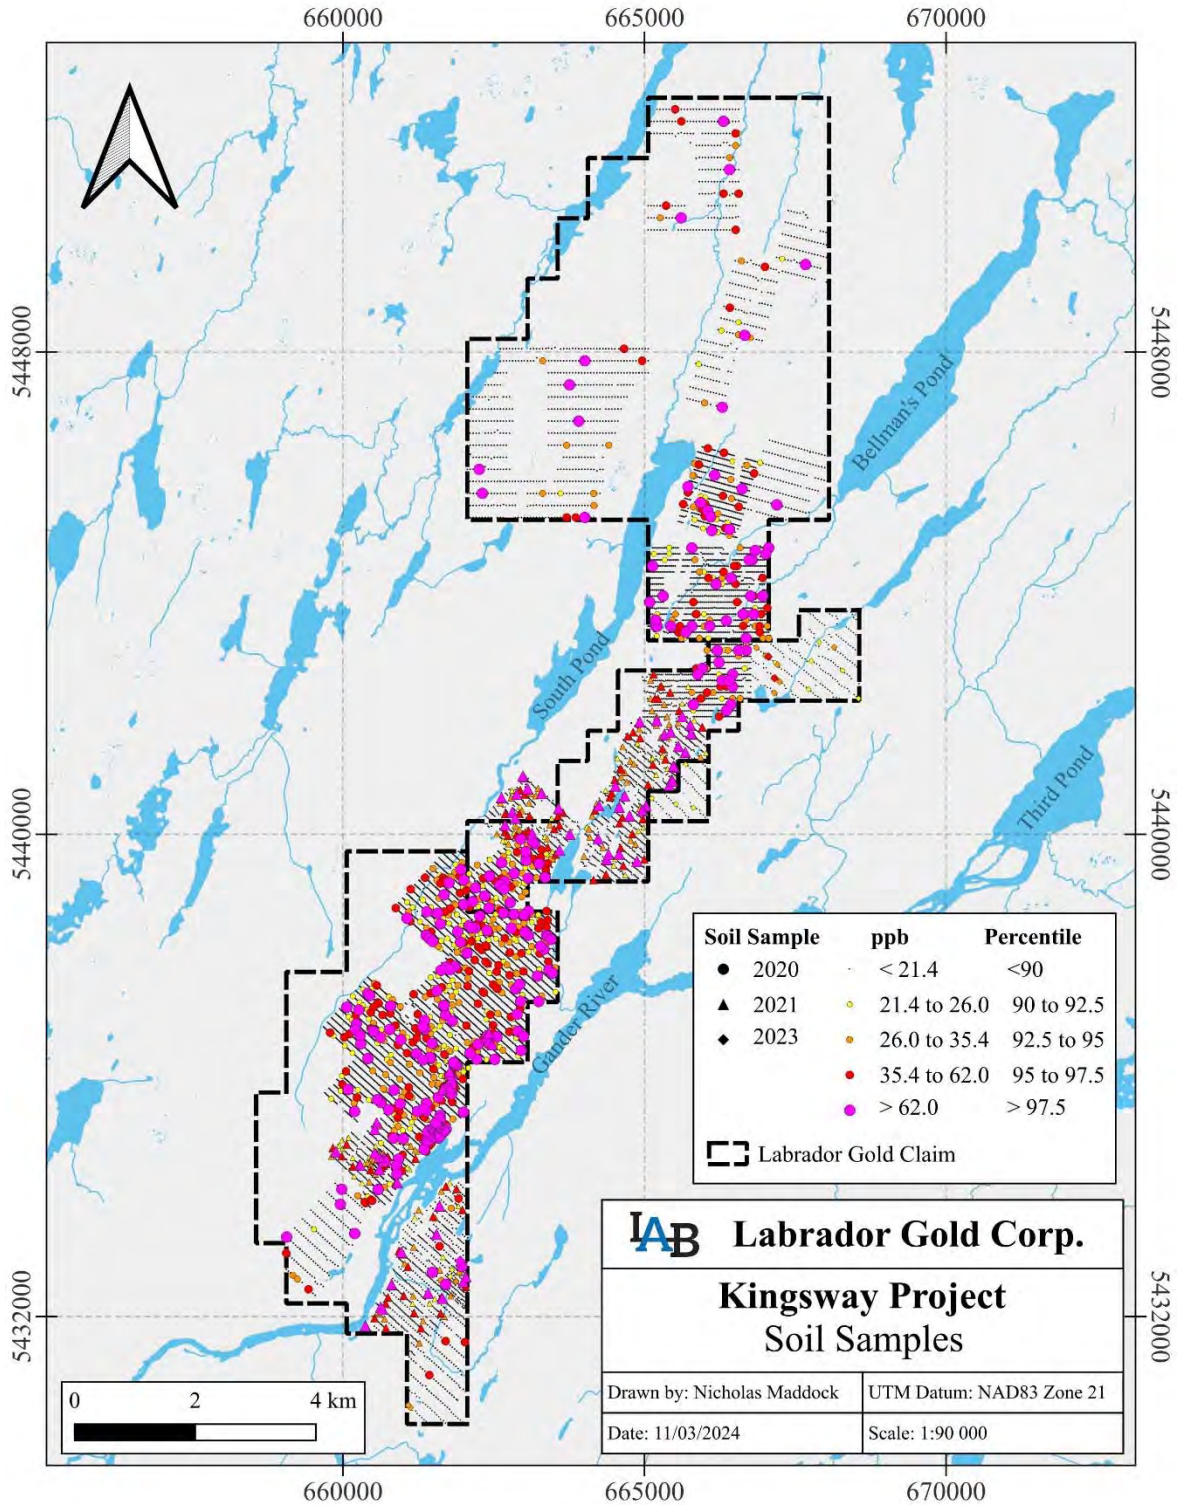 660000 665000 670000
5448000 5448000
Bellman's Pond
South Pond
Third Pond
5440000 5440000
Gander River
Soil Sample ppb Percentile
2020 < 21.4 <90
2021 21.4 to 26.0 90 to 92.5
2023 26.0 to 35.4 92.5 to 95
35.4 to 62.0 95 to 97.5
> 62.0 > 97.5
Labrador Gold Claim
LAB Labrador Gold Corp.
Kingsway Project
Soil Samples
5432000 5432000
Drawn by: Nicholas Maddock UTM Datum: NAD83 Zone 21
Date: 11/03/2024 Scale: 1:90 000
0 2 4 km
660000 665000 670000